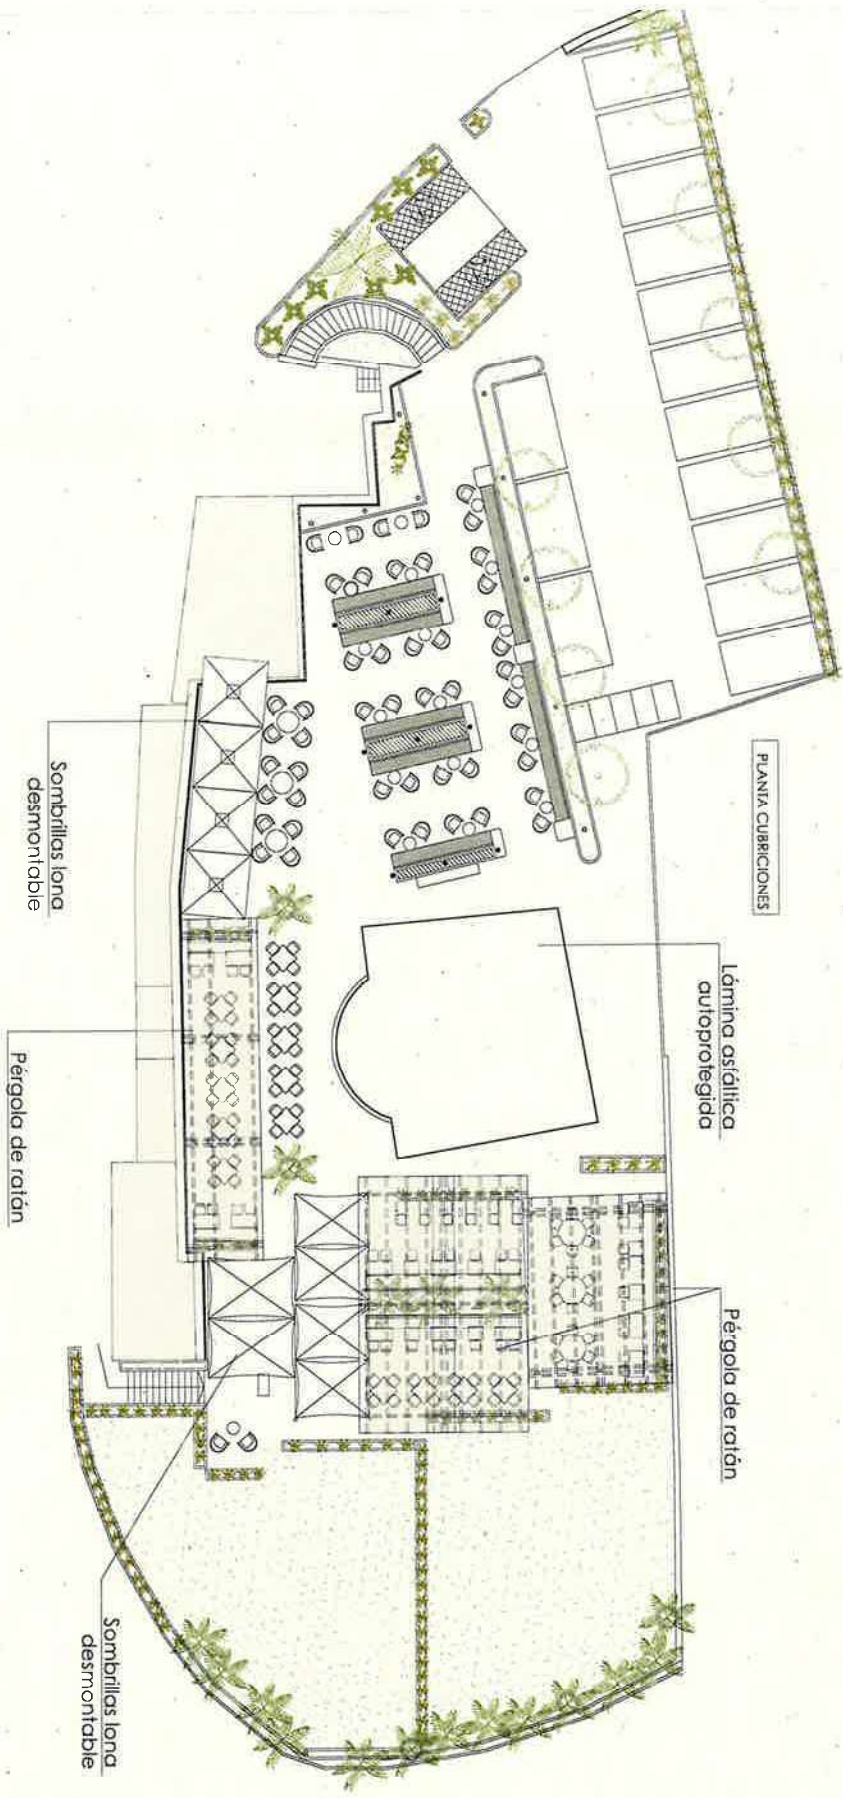 PLANTA CUBRICIONES
Lámina asfáltica
autoprotegida
Pérgola de ratán
Sombrillas lona
desmontable
Pérgola de ratán
Sombrillas lona
desmontable